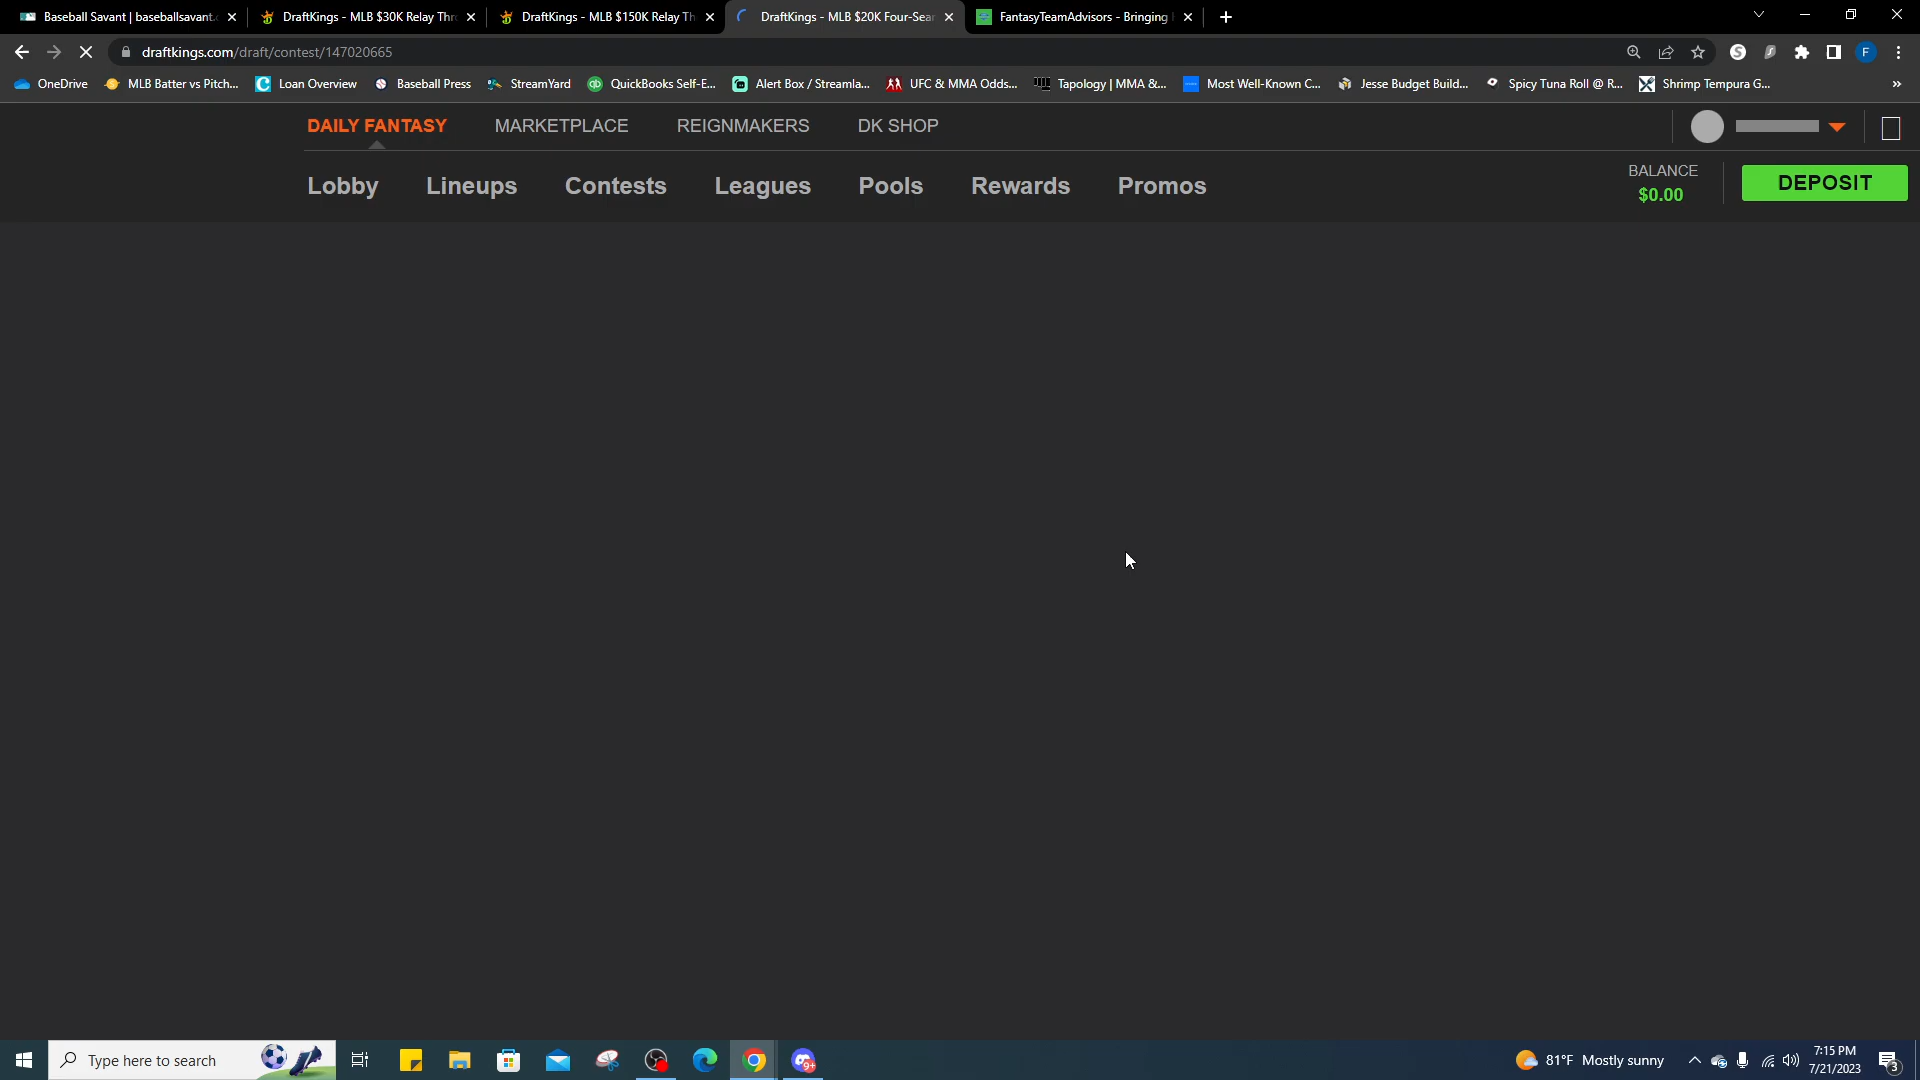 Baseball Savant | baseballsavant.
DraftKings - MLB $30K Relay Thr
DraftKings - MLB $150K Relay Th
DraftKings - MLB $20K Four-Sea
FantasyTeamAdvisors - Bringing
draftkings.com/draft/contest/147020665
OneDrive
MLB Batter vs Pitch...
Loan Overview
Baseball Press
StreamYard
QuickBooks Self-E...
Alert Box / Streamla...
UFC & MMA Odds...
Tapology | MMA &...
Most Well-Known C...
Jesse Budget Build...
Spicy Tuna Roll @ R...
Shrimp Tempura G...
DAILY FANTASY
MARKETPLACE
REIGNMAKERS
DK SHOP
Lobby
Lineups
Contests
Leagues
Pools
Rewards
Promos
BALANCE
$0.00
DEPOSIT
Type here to search
9+
81°F Mostly sunny
7:15 PM
7/21/2023
3